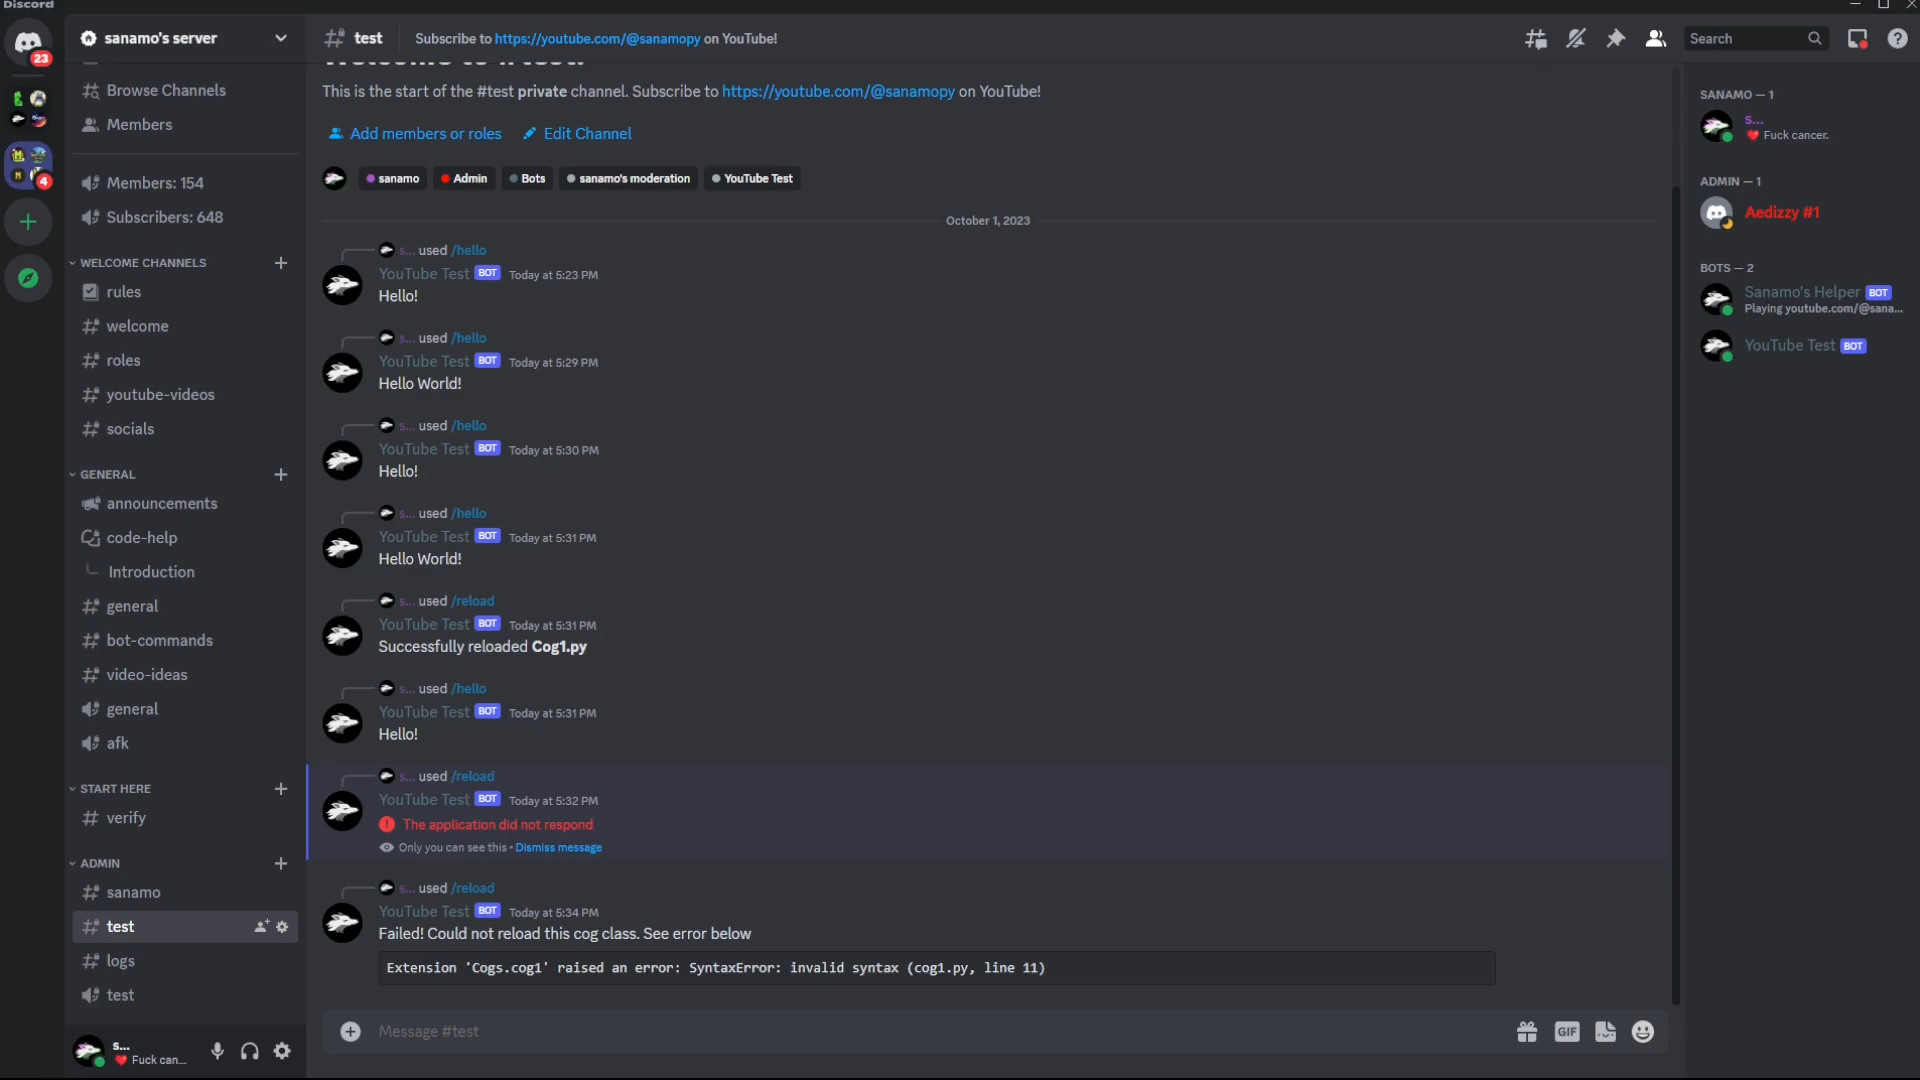 Discord
sanamo's server
Browse Channels
Members
Members: 154
Subscribers: 648
WELCOME CHANNELS
rules
welcome
roles
youtube-videos
socials
GENERAL
announcements
code-help
Introduction
general
bot-commands
video-ideas
general
afk
START HERE
verify
ADMIN
sanamo
test
logs
test
s...
Fuck can...
23
4
test
Subscribe to https://youtube.com/@sanamopy on YouTube!
Search
This is the start of the #test private channel. Subscribe to https://youtube.com/@sanamopy on YouTube!
Add members or roles Edit Channel
sanamo Admin Bots sanamo's moderation YouTube Test
October 1, 2023
s... used /hello
YouTube Test BOT Today at 5:23 PM
Hello!
s... used /hello
YouTube Test BOT Today at 5:29 PM
Hello World!
s... used /hello
YouTube Test BOT Today at 5:30 PM
Hello!
s... used /hello
YouTube Test BOT Today at 5:31 PM
Hello World!
s... used /reload
YouTube Test BOT Today at 5:31 PM
Successfully reloaded Cog1.py
s... used /hello
YouTube Test BOT Today at 5:31 PM
Hello!
s... used /reload
YouTube Test BOT Today at 5:32 PM
The application did not respond
Only you can see this • Dismiss message
s... used /reload
YouTube Test BOT Today at 5:34 PM
Failed! Could not reload this cog class. See error below
Extension 'Cogs.cog1' raised an error: SyntaxError: invalid syntax (cog1.py, line 11)
Message #test
GIF
SANAMO — 1
s...
Fuck cancer.
ADMIN — 1
Aedizzy #1
BOTS — 2
Sanamo's Helper BOT
Playing youtube.com/@sana...
YouTube Test BOT